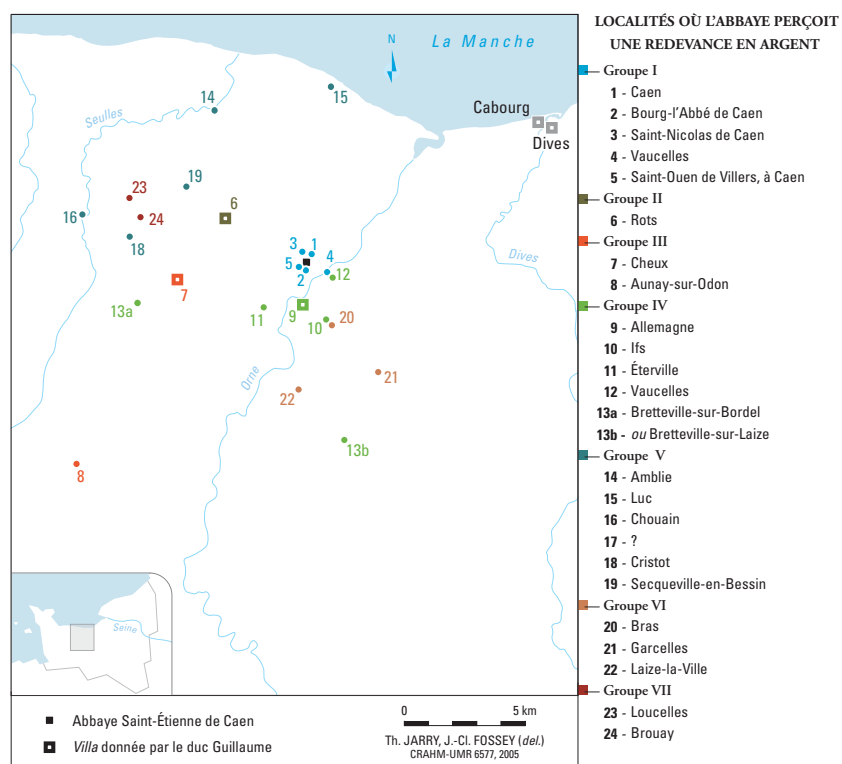 LOCALITÉS OÙ L'ABBAYE PERÇOIT
UNE REDEVANCE EN ARGENT
Groupe I
1 - Caen
2 - Bourg-l'Abbé de Caen
3 - Saint-Nicolas de Caen
4 - Vaucelles
5 - Saint-Ouen de Villers, à Caen
Groupe II
6 - Rots
Groupe III
7 - Cheux
8 - Aunay-sur-Odon
Groupe IV
9 - Allemagne
10 - Ifs
11 - Éterville
12 - Vaucelles
13a - Bretteville-sur-Bordel
13b - ou Bretteville-sur-Laize
Groupe V
14 - Amblie
15 - Luc
16 - Chouain
17 - ?
18 - Cristot
19 - Secqueville-en-Bessin
Groupe VI
20 - Bras
21 - Garcelles
22 - Laize-la-Ville
Groupe VII
23 - Loucelles
24 - Brouay
La Manche
N
Cabourg
Dives
Seulles
Dives
Orne
Seine
14
15
19
23
6
16
24
18
3
1
4
5
2
12
7
13a
11
9
10
20
21
22
13b
8
Abbaye Saint-Étienne de Caen
Villa donnée par le duc Guillaume
0 5 km
Th. JARRY, J.-Cl. FOSSEY (del.)
CRAHM-UMR 6577, 2005